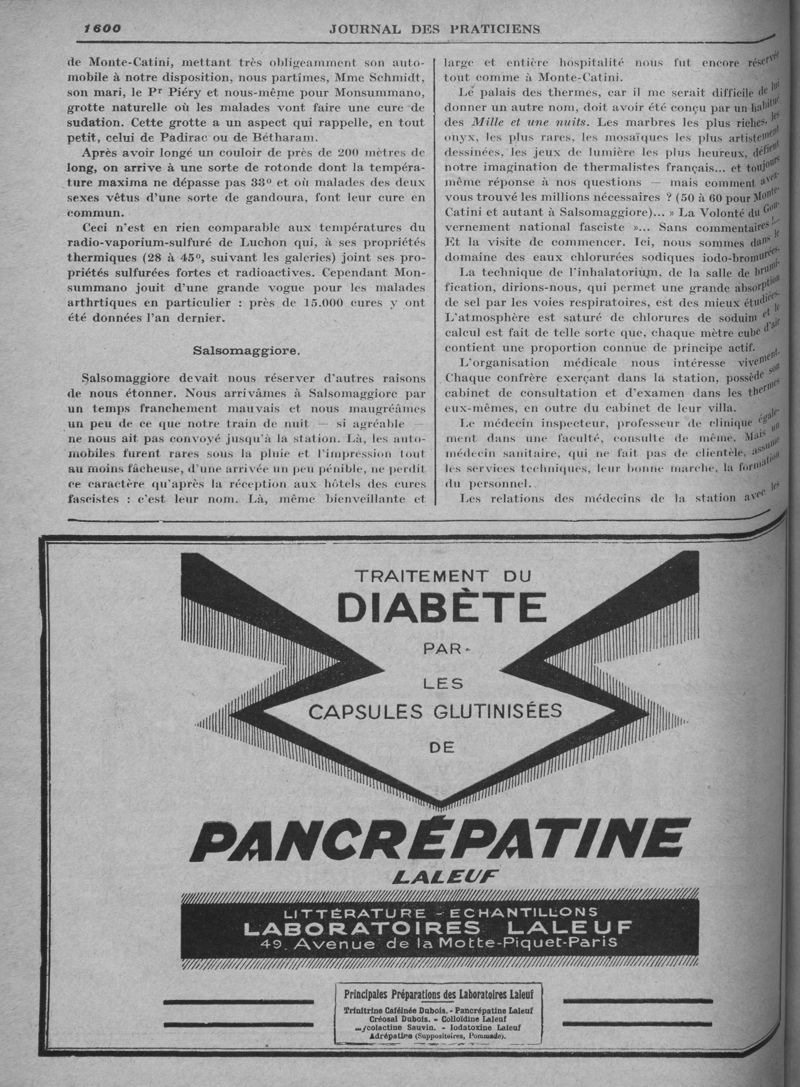 1600
JOURNAL DES PRATICIENS
de Monte-Catini, mettant très obligeamment son auto-
mobile à notre disposition, nous partîmes, Mme Schmidt,
son mari, le Pr Piéry et nous-même pour Monsummano,
grotte naturelle où les malades vont faire une cure de
sudation. Cette grotte a un aspect qui rappelle, en tout
petit, celui de Padirac ou de Bétharam.
Après avoir longé un couloir de près de 200 mètres de
long, on arrive à une sorte de rotonde dont la tempéra-
ture maxima ne dépasse pas 33° et où malades des deux
sexes vêtus d'une sorte de gandoura, font leur cure en
commun.
Ceci n'est en rien comparable aux températures du
radio-vaporium-sulfuré de Luchon qui, à ses propriétés
thermiques (28 à 45°, suivant les galeries) joint ses pro-
priétés sulfurées fortes et radioactives. Cependant Mon-
summano jouit d'une grande vogue pour les malades
arthrtiques en particulier : près de 15.000 cures y ont
été données l'an dernier.
Salsomaggiore.
Salsomaggiore devait nous réserver d'autres raisons
de nous étonner. Nous arrivâmes à Salsomaggiore par
un temps franchement mauvais et nous maugréâmes
un peu de ce que notre train de nuit — si agréable —
ne nous ait pas convoyé jusqu'à la station. Là, les auto-
mobiles furent rares sous la pluie et l'impression tout
au moins fâcheuse, d'une arrivée un peu pénible, ne perdit
ce caractère qu'après la réception aux hôtels des cures
fascistes : c'est leur nom. Là, même bienveillante et
large et entière hospitalité nous fut encore réservée
tout comme à Monte-Catini.
Le palais des thermes, car il me serait difficile de lui
donner un autre nom, doit avoir été conçu par un habitué
des Mille et une nuits. Les marbres les plus riches, les
onyx, les plus rares, les mosaïques les plus artistement
dessinées, les jeux de lumière les plus heureux, défient
notre imagination de thermalistes français... et toujours
même réponse à nos questions — mais comment avez-
vous trouvé les millions nécessaires ? (50 à 60 pour Monte-
Catini et autant à Salsomaggiore)... » La Volonté du Gou-
vernement national fasciste »... Sans commentaires !...
Et la visite de commencer. Ici, nous sommes dans le
domaine des eaux chlorurées sodiques iodo-bromurées.
La technique de l'inhalatorium, de la salle de brumi-
fication, dirions-nous, qui permet une grande absorption
de sel par les voies respiratoires, est des mieux étudiées.
L'atmosphère est saturé de chlorures de soduim et le
calcul est fait de telle sorte que, chaque mètre cube d'air
contient une proportion connue de principe actif.
L'organisation médicale nous intéresse vivement.
Chaque confrère exerçant dans la station, possède son
cabinet de consultation et d'examen dans les thermes
eux-mêmes, en outre du cabinet de leur villa.
Le médecin inspecteur, professeur de clinique égale-
ment dans une faculté, consulte de même. Mais un
médecin sanitaire, qui ne fait pas de clientèle, assume
les services techniques, leur bonne marche, la formation
du personnel.
Les relations des médecins de la station avec les
TRAITEMENT DU
DIABÈTE
PAR
LES
CAPSULES GLUTINISÉES
DE
PANCRÉPATINE
LALEUF
LITTÉRATURE - ECHANTILLONS
LABORATOIRES LALEUF
49, Avenue de la Motte-Piquet-Paris
Principales Préparations des Laboratoires Laleuf
Trinitrine Caféinée Dubois. - Pancrépatine Laleuf
Créosal Dubois. - Colloïdine Laleuf
colactine Sauvin. - Iodatoxine Laleuf
Adrépatine (Suppositoires, Pommade).